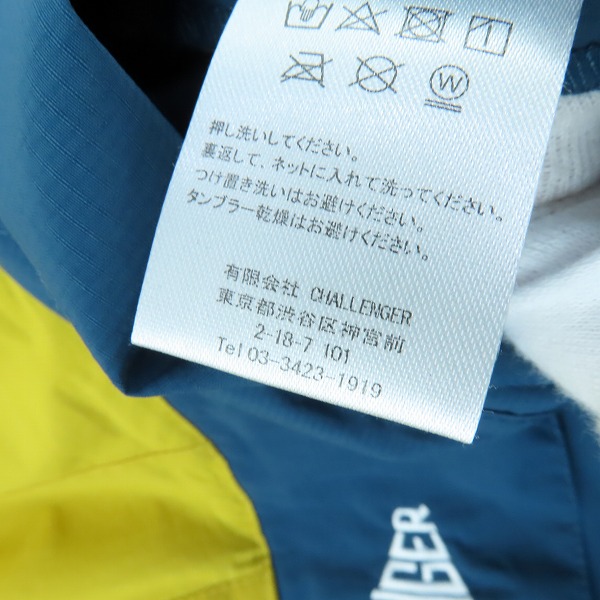 W
押し洗いしてください。
裏返して、ネットに入れて洗ってください。
つけ置き洗いはお避けください。
タンブラー乾燥はお避けください。
有限会社 CHALLENGER
東京都渋谷区神宮前
2-18-7 101
Tel 03-3423-1919
NGER